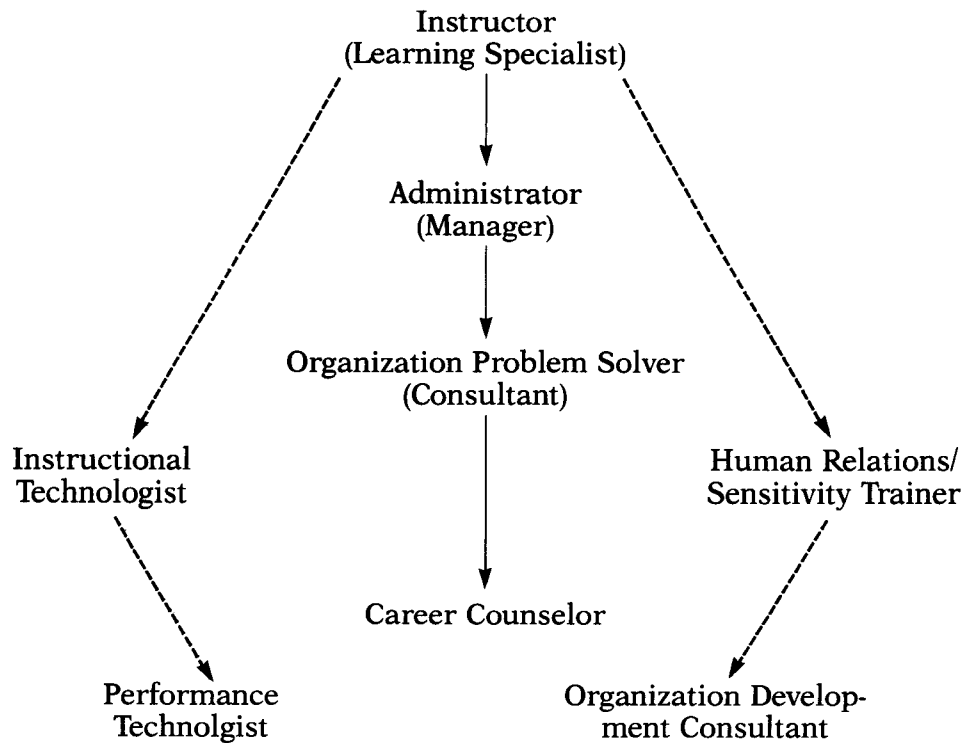 Instructor
(Learning Specialist)
Administrator
(Manager)
Organization Problem Solver
(Consultant)
Instructional
Technologist
Human Relations/
Sensitivity Trainer
Career Counselor
Performance
Technolgist
Organization Develop-
ment Consultant